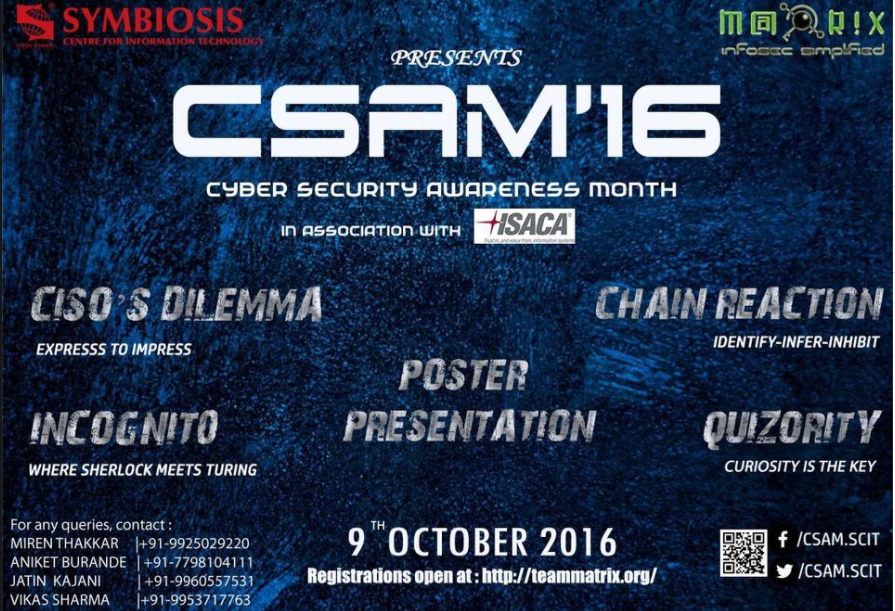 SYMBIOSIS
CENTRE FOR INFORMATION TECHNOLOGY
M@TRIX
infosec simplified
PRESENTS
CSAM'16
CYBER SECURITY AWARENESS MONTH
IN ASSOCIATION WITH ISACA®
Trust in, and value from, information systems
CISO'S DILEMMA
EXPRESSS TO IMPRESS
CHAIN REACTION
IDENTIFY-INFER-INHIBIT
POSTER
PRESENTATION
INCOGNITO
WHERE SHERLOCK MEETS TURING
QUIZORITY
CURIOSITY IS THE KEY
For any queries, contact :
MIREN THAKKAR |+91-9925029220
ANIKET BURANDE |+91-7798104111
JATIN KAJANI |+91-9960557531
VIKAS SHARMA |+91-9953717763
9TH OCTOBER 2016
Registrations open at : http://teammatrix.org/
/CSAM.SCIT
/CSAM.SCIT